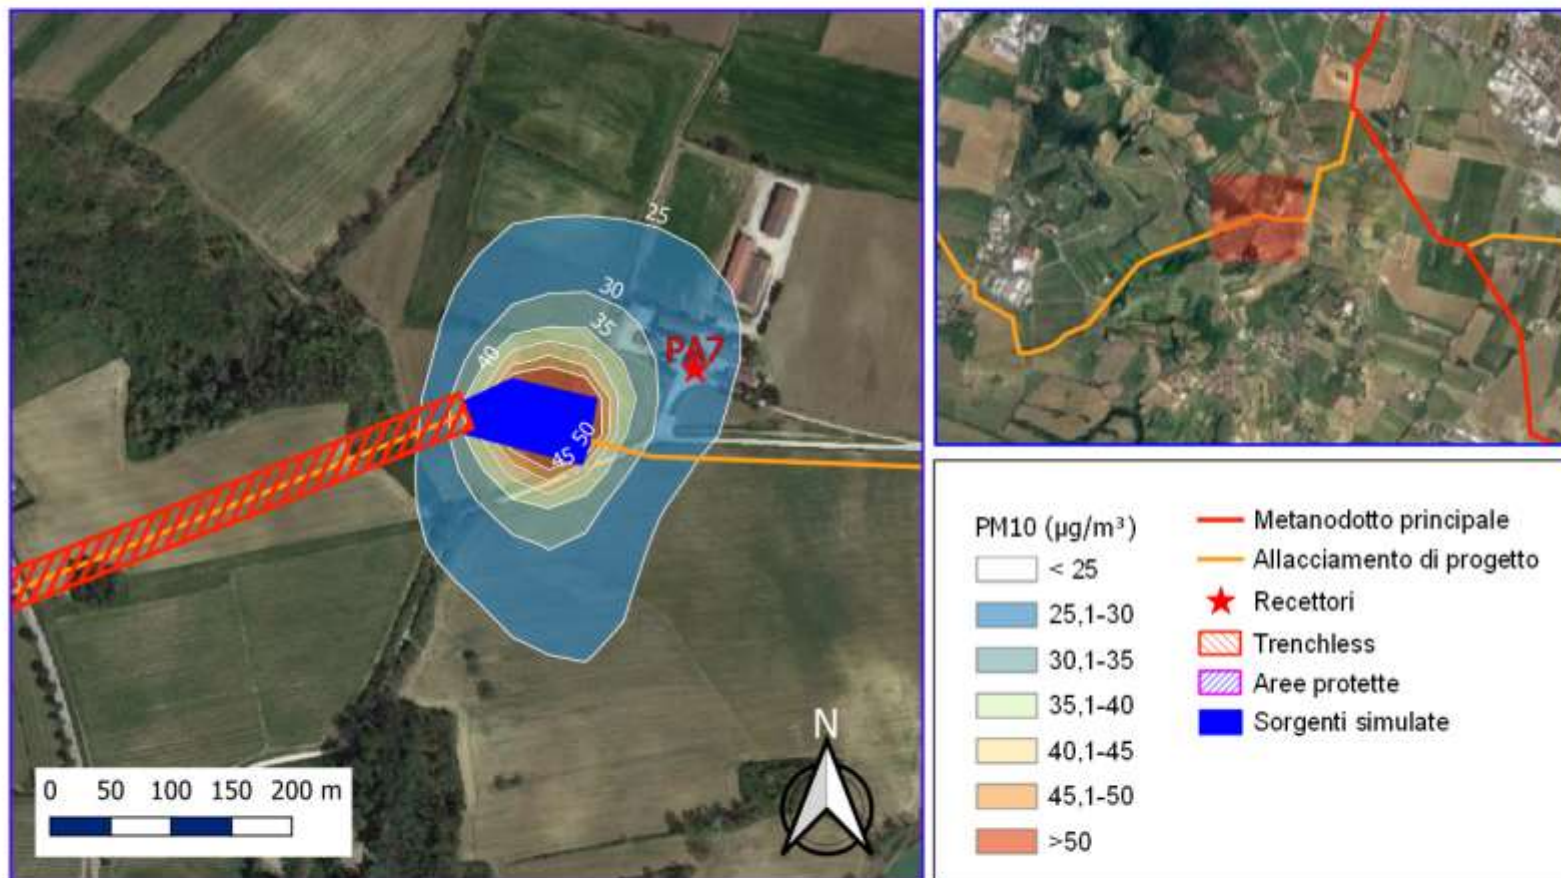 25
30
35
40
PA7
50
45
N
0 50 100 150 200 m
PM10 (µg/m³)
< 25
25,1-30
30,1-35
35,1-40
40,1-45
45,1-50
>50
Metanodotto principale
Allacciamento di progetto
Recettori
Trenchless
Aree protette
Sorgenti simulate